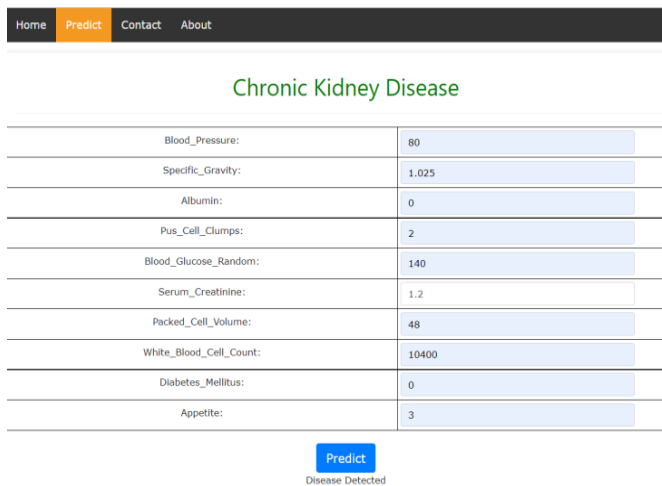 Home Predict Contact About
Chronic Kidney Disease
Blood_Pressure: 80
Specific_Gravity: 1.025
Albumin: 0
Pus_Cell_Clumps: 2
Blood_Glucose_Random: 140
Serum_Creatinine: 1.2
Packed_Cell_Volume: 48
White_Blood_Cell_Count: 10400
Diabetes_Mellitus: 0
Appetite: 3
Predict
Disease Detected